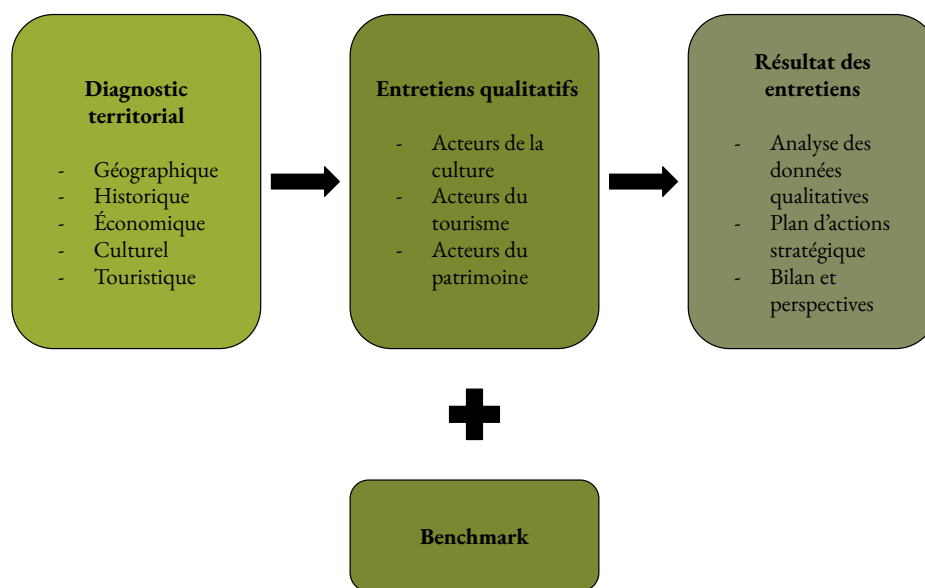 Diagnostic
territorial
- Géographique
- Historique
- Économique
- Culturel
- Touristique
Entretiens qualitatifs
- Acteurs de la
culture
- Acteurs du
tourisme
- Acteurs du
patrimoine
Résultat des
entretiens
- Analyse des
données
qualitatives
- Plan d’actions
stratégique
- Bilan et
perspectives
Benchmark